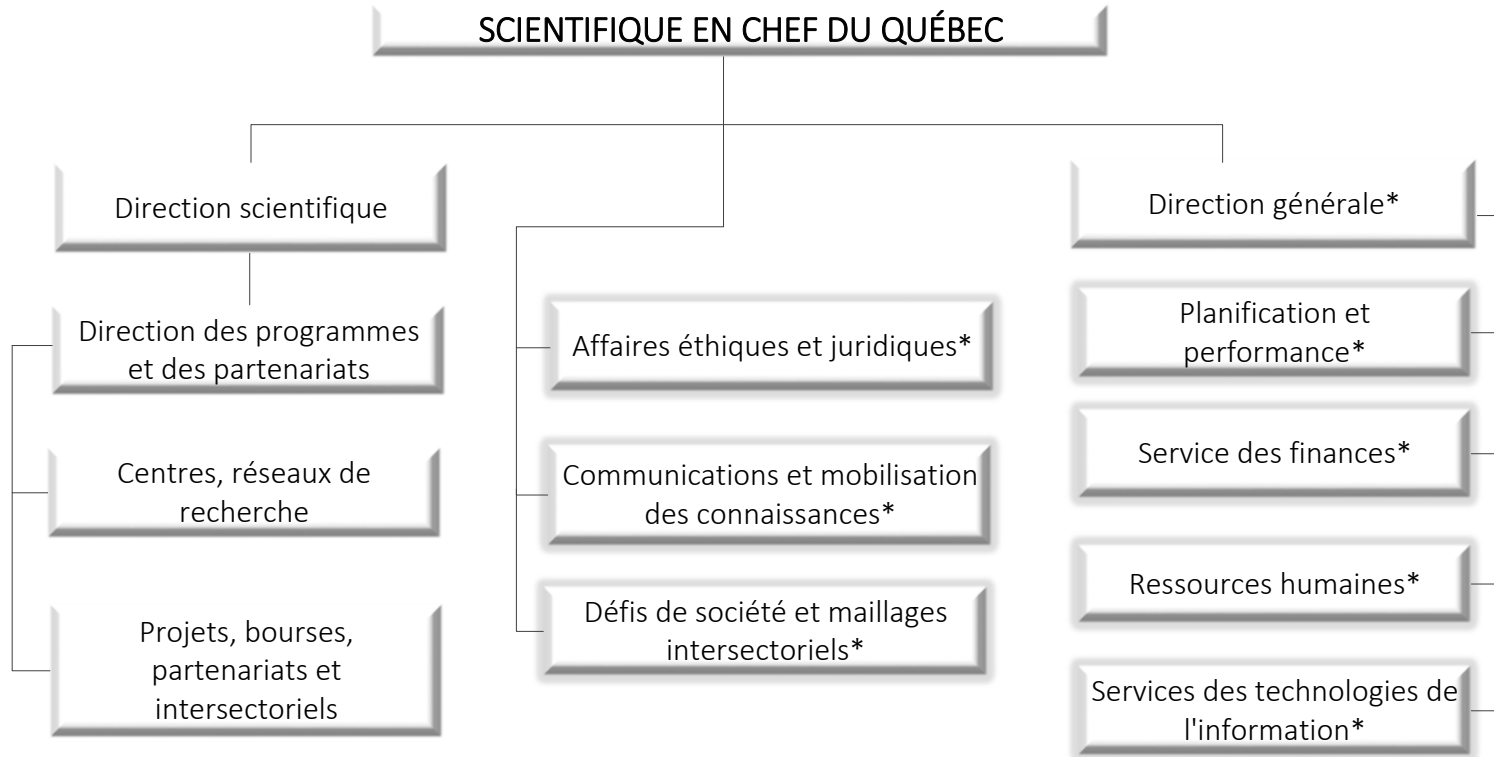 SCIENTIFIQUE EN CHEF DU QUÉBEC
Direction scientifique
Direction des programmes
et des partenariats
Centres, réseaux de
recherche
Projets, bourses,
partenariats et
intersectoriels
Affaires éthiques et juridiques*
Communications et mobilisation
des connaissances*
Défis de société et maillages
intersectoriels*
Direction générale*
Planification et
performance*
Service des finances*
Ressources humaines*
Services des technologies de
l'information*